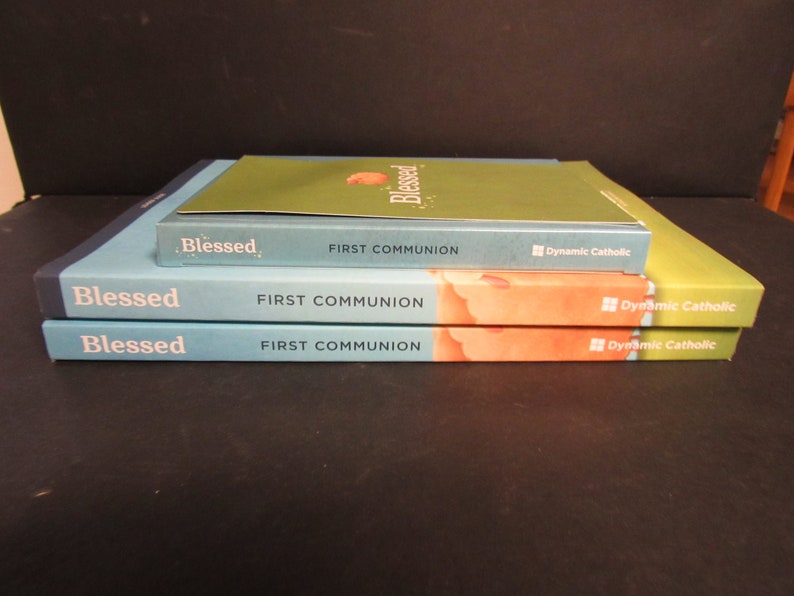 Blessed
Blessed FIRST COMMUNION Dynamic Catholic
Blessed FIRST COMMUNION Dynamic Catholic
Blessed FIRST COMMUNION Dynamic Catholic